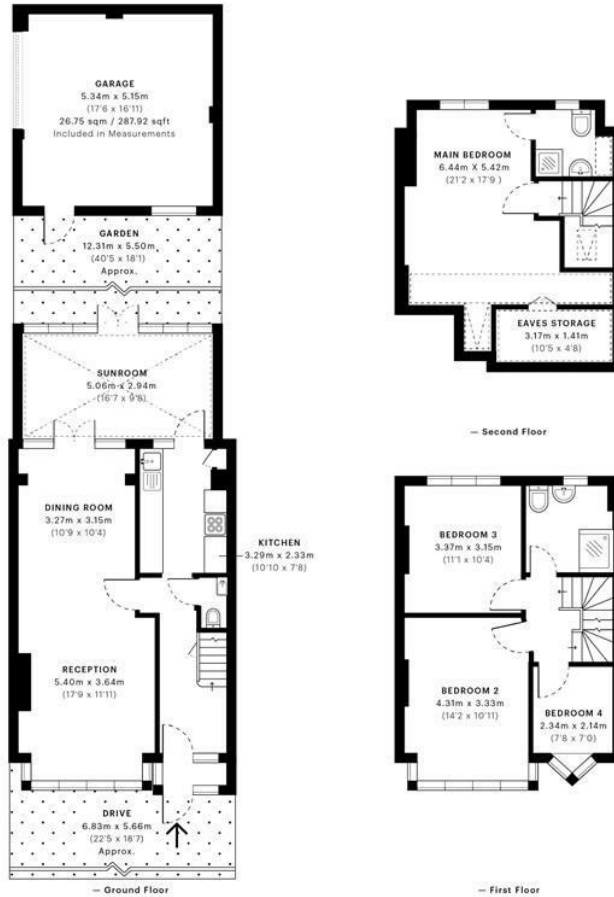 GARAGE
5.34m x 5.15m
(17'6 x 16'11)
26.75 sqm / 287.92 sqft
Included in Measurements
GARDEN
12.31m x 5.50m
(40'5 x 18'1)
Approx.
SUNROOM
5.06m x 2.94m
(16'7 x 9'8)
DINING ROOM
3.27m x 3.15m
(10'9 x 10'4)
KITCHEN
3.29m x 2.33m
(10'10 x 7'8)
RECEPTION
5.40m x 3.64m
(17'9 x 11'11)
DRIVE
6.83m x 5.66m
(22'5 x 18'7)
Approx.
— Ground Floor
MAIN BEDROOM
6.44m X 5.42m
(21'2 x 17'9 )
EAVES STORAGE
3.17m x 1.41m
(10'5 x 4'8)
— Second Floor
BEDROOM 3
3.37m x 3.15m
(11'1 x 10'4)
BEDROOM 2
4.31m x 3.33m
(14'2 x 10'11)
BEDROOM 4
2.34m x 2.14m
(7'8 x 7'0)
— First Floor